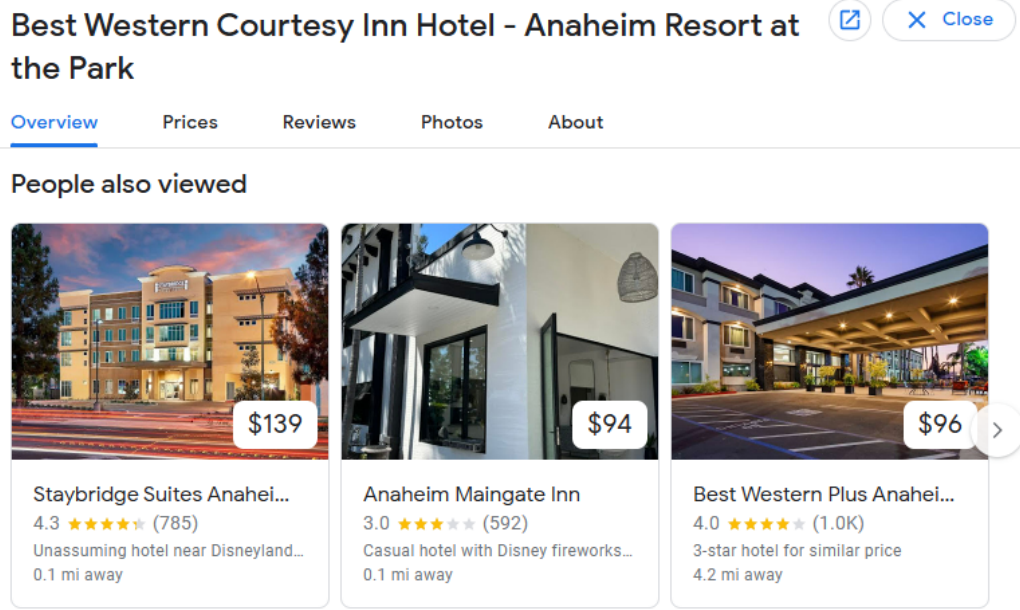 Best Western Courtesy Inn Hotel - Anaheim Resort at
the Park
Close
Overview
Prices
Reviews
Photos
About
People also viewed
$139
$94
$96
Staybridge Suites Anahei...
4.3 (785)
Unassuming hotel near Disneyland...
0.1 mi away
Anaheim Maingate Inn
3.0 (592)
Casual hotel with Disney fireworks...
0.1 mi away
Best Western Plus Anahei...
4.0 (1.0K)
3-star hotel for similar price
4.2 mi away